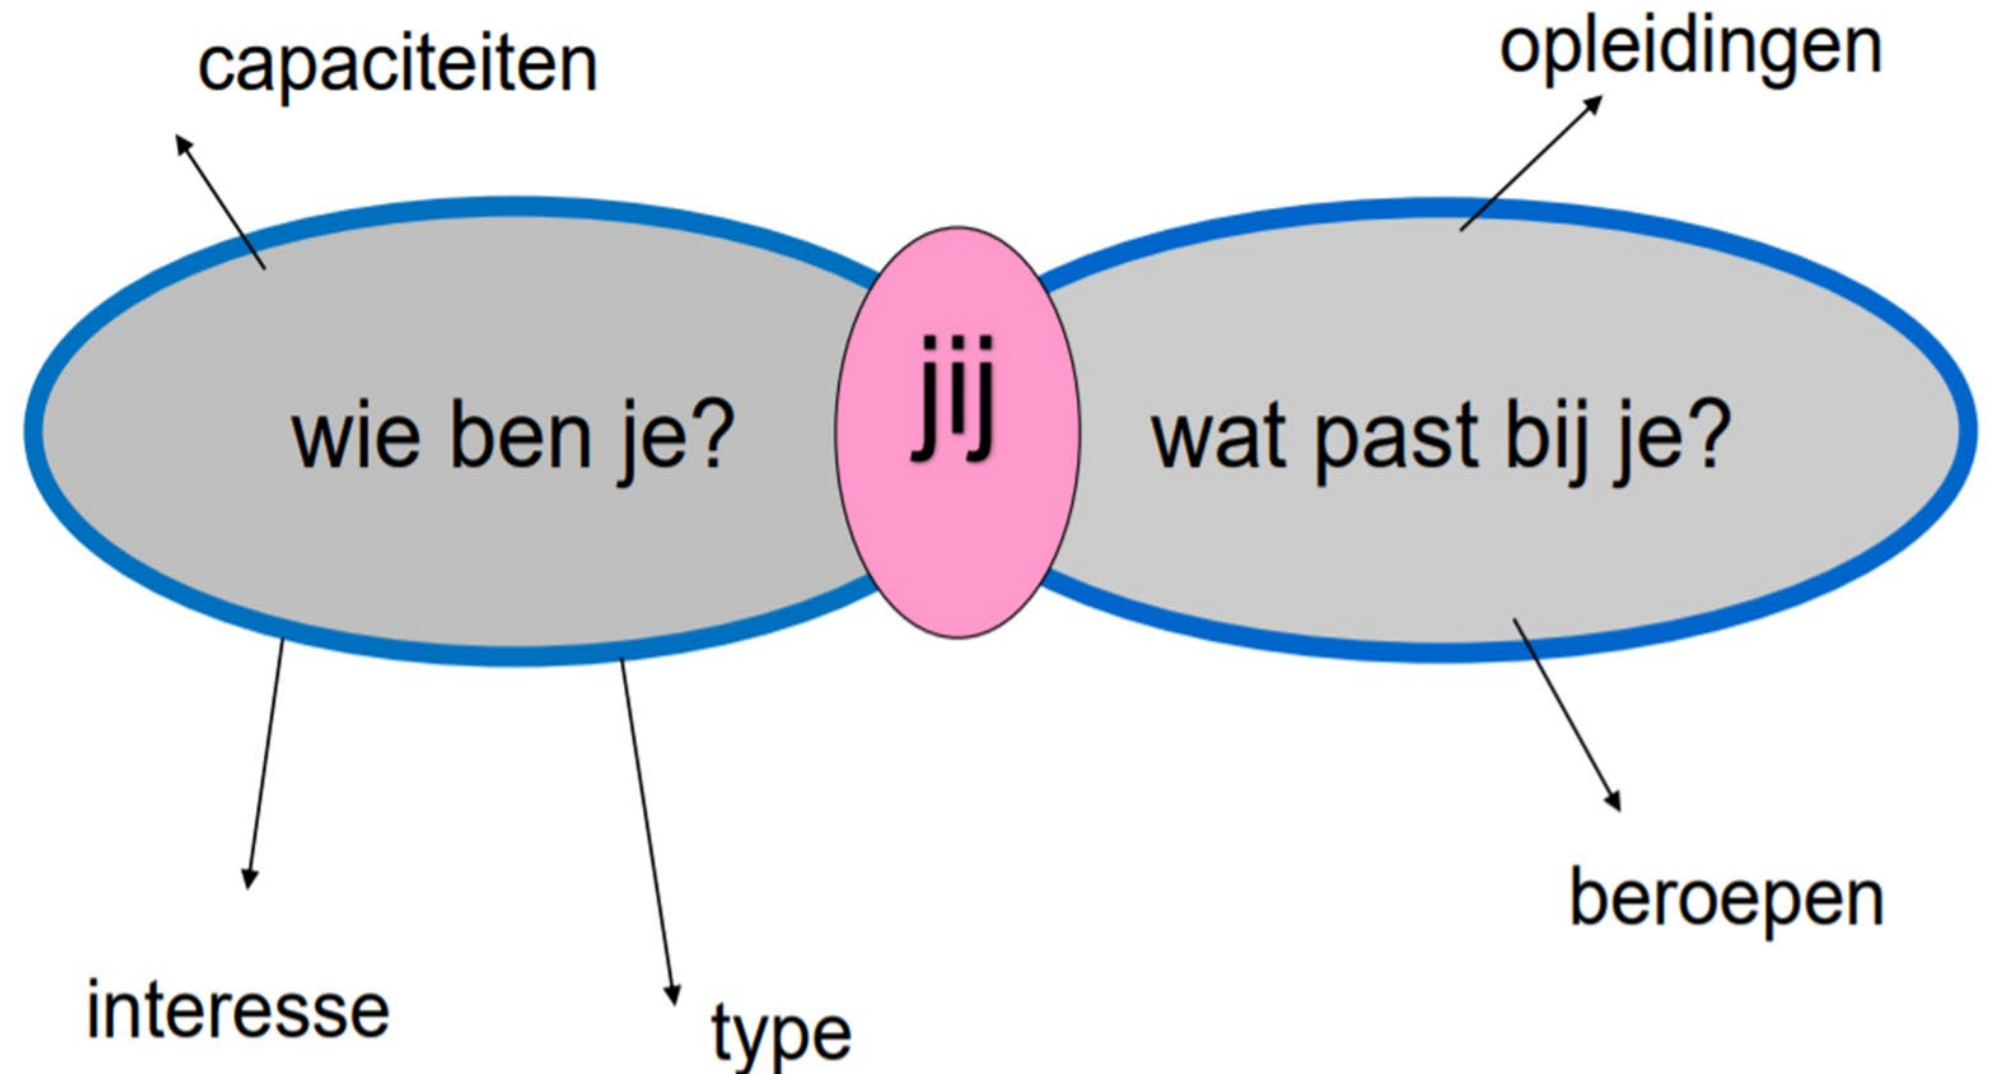 capaciteiten
opleidingen
wie ben je?
jij
wat past bij je?
interesse
type
beroepen